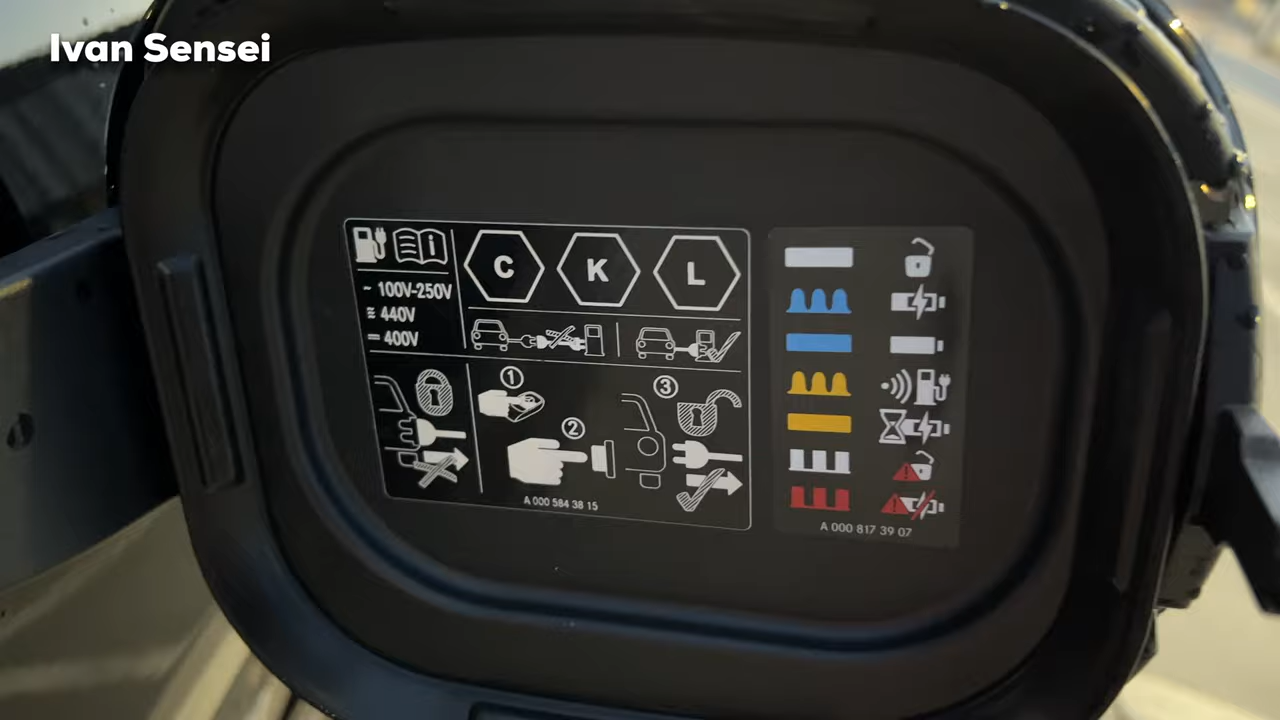 Ivan Sensei
C K L
~ 100V-250V
≅ 440V
= 400V
1
2
3
A 000 584 38 15
A 000 817 39 07